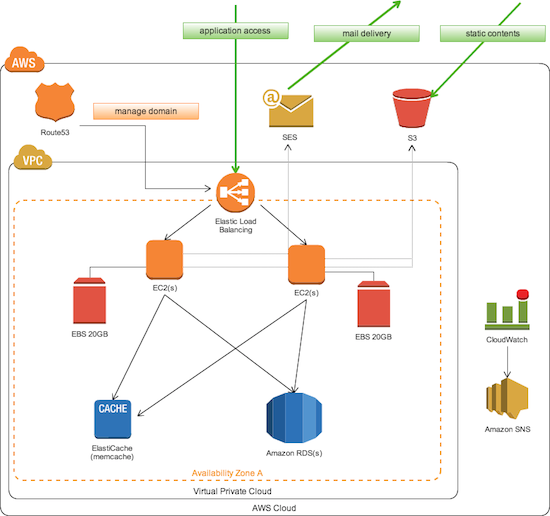 application access
mail delivery
static contents
AWS
manage domain
Route53
@
SES
S3
VPC
Elastic Load
Balancing
EC2(s)
EC2(s)
EBS 20GB
EBS 20GB
CloudWatch
CACHE
ElastiCache
(memcache)
Amazon RDS(s)
Amazon SNS
Availability Zone A
Virtual Private Cloud
AWS Cloud